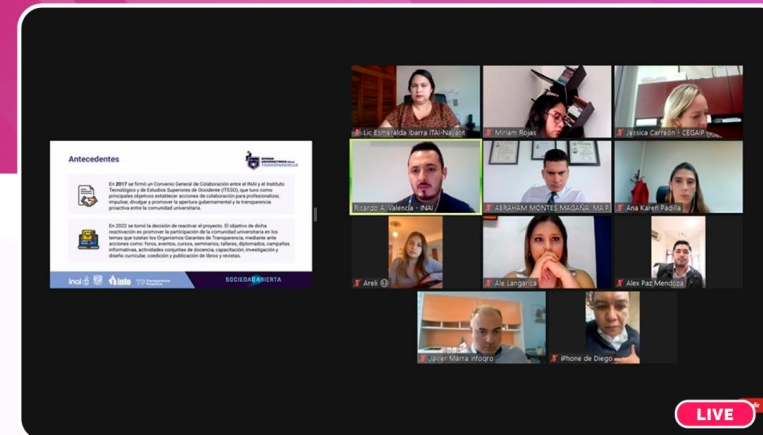 Antecedentes
En 2017 se firmó un Convenio General de Colaboración entre el INAI y el Instituto
Tecnológico y de Estudios Superiores de Occidente (ITESO), que tuvo como
principales objetivos establecer acciones de colaboración para profesionalizar,
impulsar, divulgar y promover la apertura gubernamental y la transparencia
proactiva entre la comunidad universitaria.
En 2022 se tomó la decisión de reactivar el proyecto. El objetivo de dicha
reactivación es promover la participación de la comunidad universitaria en los
temas que tutelan los Organismos Garantes de Transparencia, mediante ante
acciones como: foros, eventos, cursos, seminarios, talleres, diplomados, campañas
informativas, actividades conjuntas de docencia, capacitación, investigación y
diseño curricular, coedición y publicación de libros y revistas.
inai
info
Transparencia
Proactiva
SOCIEDADABIERTA
Lic Esmeralda Ibarra ITAI-Nayarit
Miriam Rojas
Jessica Carreón - CEGAIP
Ricardo A. Valencia - INAI
ABRAHAM MONTES MAGAÑA
Ana Karen Padilla
Areli
Ale Langarica
Alex Paz Mendoza
Javier Marra Infoqro
iPhone de Diego
LIVE